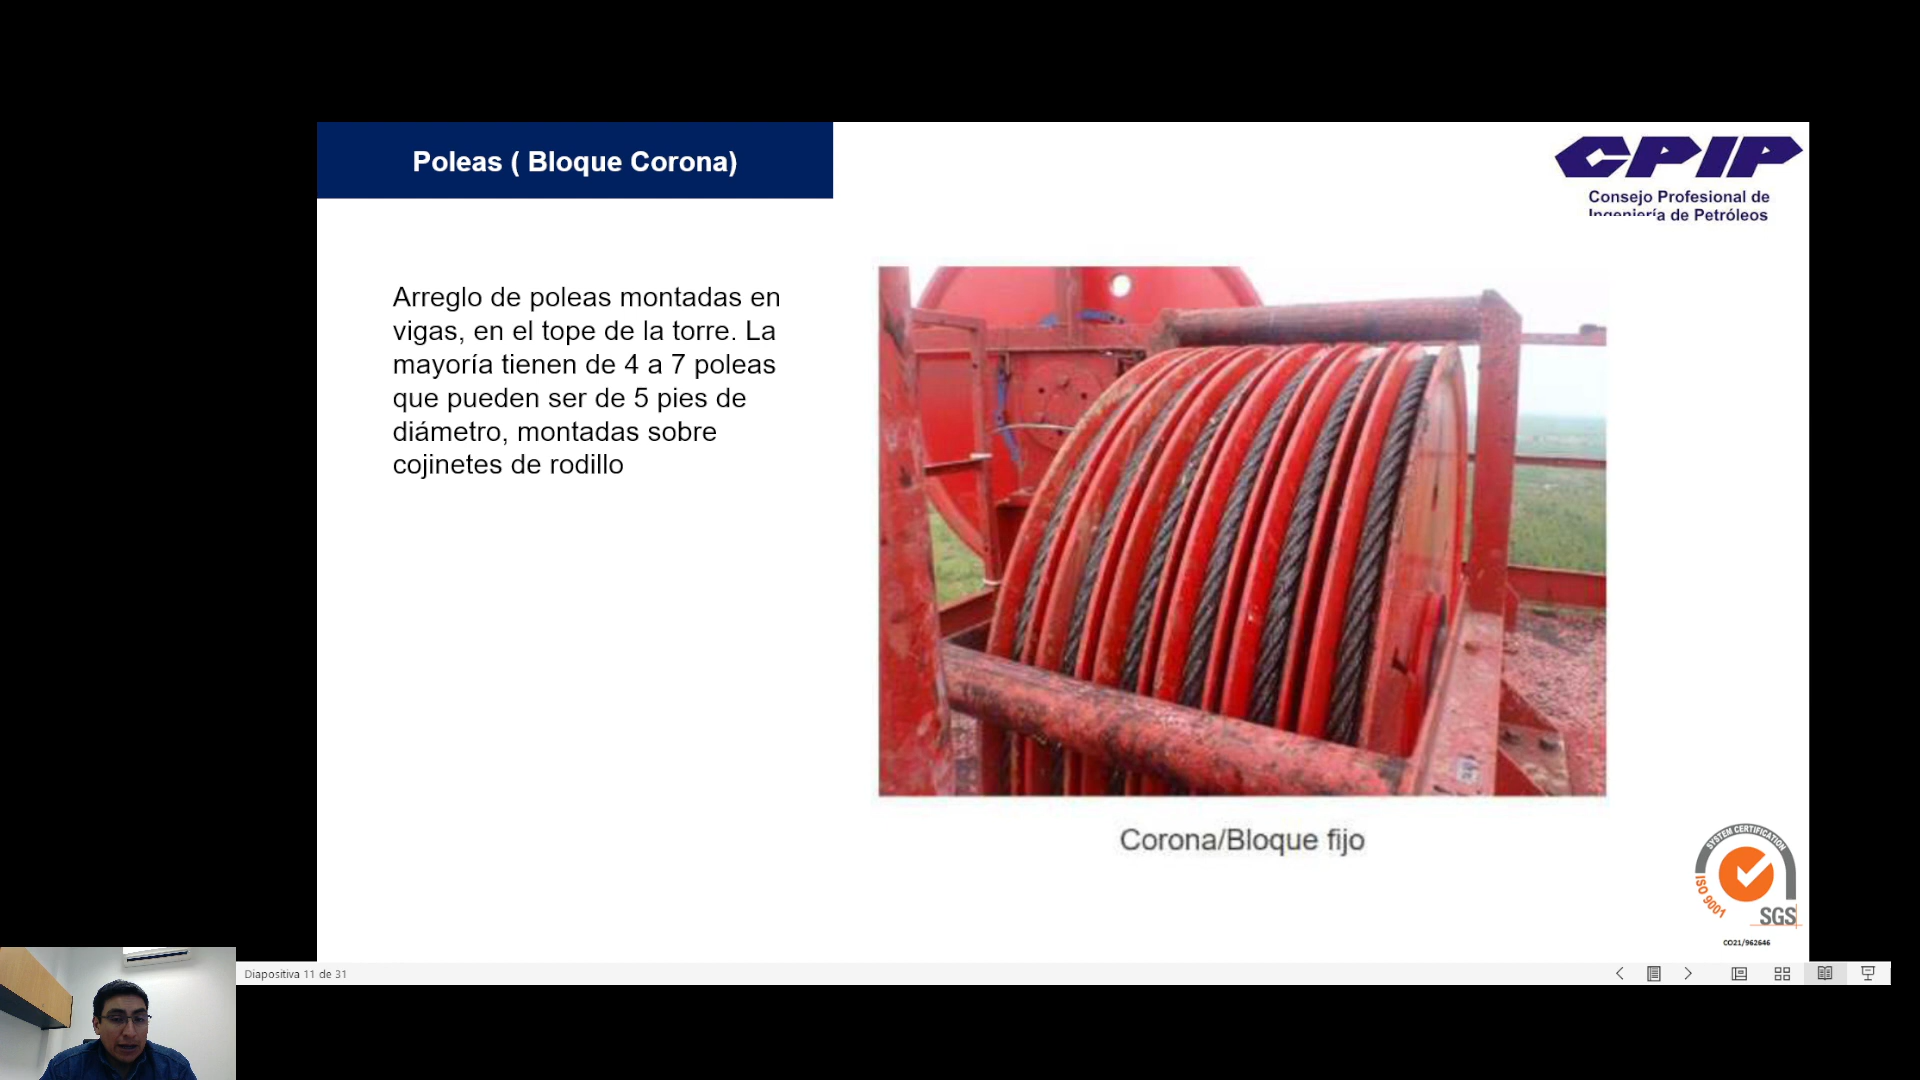 Poleas ( Bloque Corona)
CPIP
Consejo Profesional de
Ingeniería de Petróleos
Arreglo de poleas montadas en
vigas, en el tope de la torre. La
mayoría tienen de 4 a 7 poleas
que pueden ser de 5 pies de
diámetro, montadas sobre
cojinetes de rodillo
Corona/Bloque fijo
SYSTEM CERTIFICATION
ISO 9001
SGS
CO21/962646
Diapositiva 11 de 31